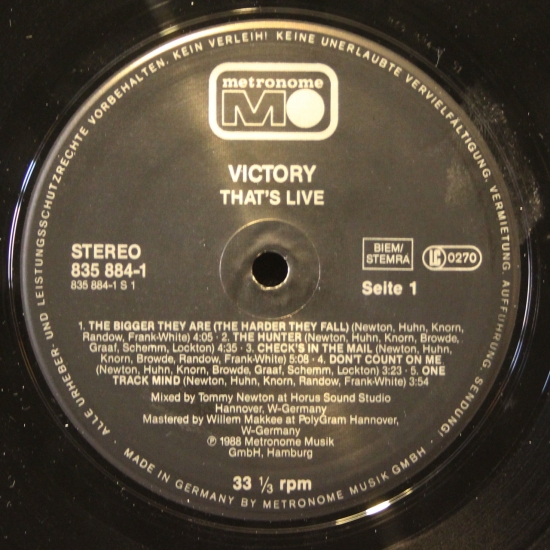 ALLE URHEBER- UND LEISTUNGSSCHUTZRECHTE VORBEHALTEN. KEIN VERLEIH! KEINE UNERLAUBTE VERVIELFÄLTIGUNG, VERMIETUNG, AUFFÜHRUNG, SENDUNG!
metronome
M
VICTORY
THAT'S LIVE
STEREO
835 884-1
835 884-1 S 1
BIEM/
STEMRA
LC 0270
Seite 1
1. THE BIGGER THEY ARE (THE HARDER THEY FALL) (Newton, Huhn, Knorn,
Randow, Frank-White) 4:05 · 2. THE HUNTER (Newton, Huhn, Knorn, Browde,
Graaf, Schemm, Lockton) 4:35 · 3. CHECK'S IN THE MAIL (Newton, Huhn,
Knorn, Browde, Randow, Frank-White) 5:08 · 4. DON'T COUNT ON ME
(Newton, Huhn, Knorn, Browde, Graaf, Schemm, Lockton) 3:23 · 5. ONE
TRACK MIND (Newton, Huhn, Knorn, Randow, Frank-White) 3:54
Mixed by Tommy Newton at Horus Sound Studio
Hannover, W-Germany
Mastered by Willem Makkee at PolyGram Hannover,
W-Germany
℗ 1988 Metronome Musik
GmbH, Hamburg
33 ⅓ rpm
· MADE IN GERMANY BY METRONOME MUSIK GMBH ·